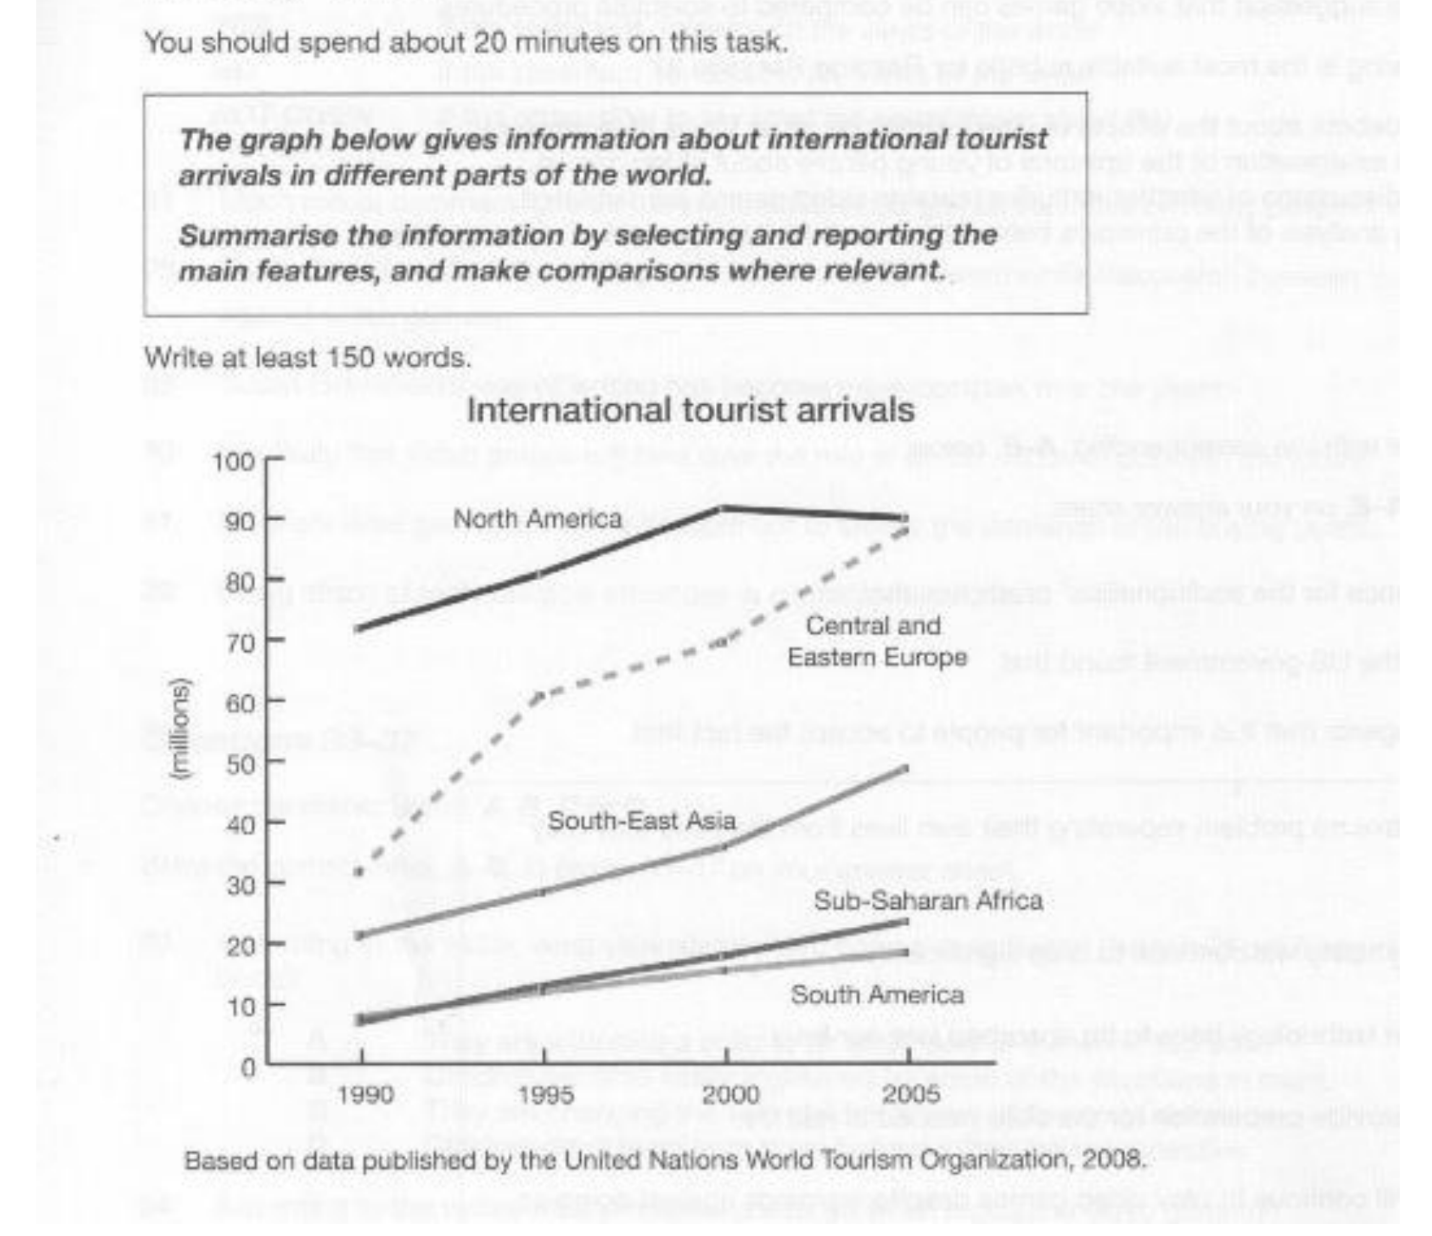 You should spend about 20 minutes on this task.
The graph below gives information about international tourist
arrivals in different parts of the world.
Summarise the information by selecting and reporting the
main features, and make comparisons where relevant.
Write at least 150 words.
International tourist arrivals
(millions)
100
90
80
70
60
50
40
30
20
10
0
North America
Central and
Eastern Europe
South-East Asia
Sub-Saharan Africa
South America
1990 1995 2000 2005
Based on data published by the United Nations World Tourism Organization, 2008.